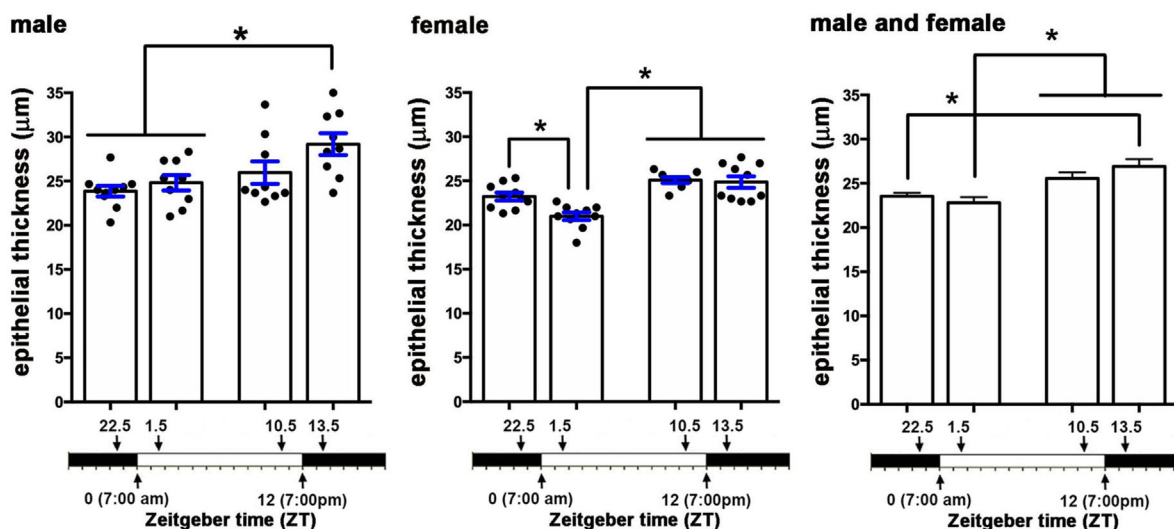 male
*
epithelial thickness (μm)
35
30
25
20
15
10
5
0
22.5 1.5 10.5 13.5
0 (7:00 am) 12 (7:00pm)
Zeitgeber time (ZT)
female
*
*
epithelial thickness (μm)
35
30
25
20
15
10
5
0
22.5 1.5 10.5 13.5
0 (7:00 am) 12 (7:00pm)
Zeitgeber time (ZT)
male and female
*
*
epithelial thickness (μm)
35
30
25
20
15
10
5
0
22.5 1.5 10.5 13.5
0 (7:00 am) 12 (7:00pm)
Zeitgeber time (ZT)